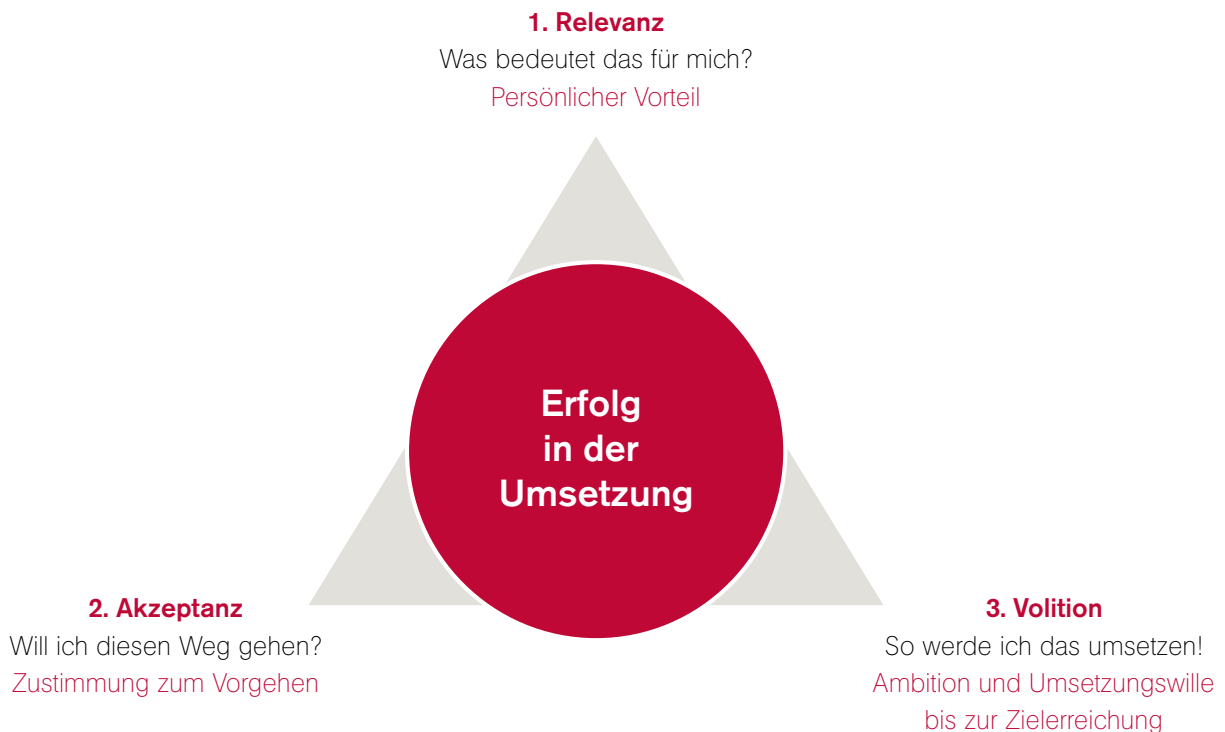 1. Relevanz
Was bedeutet das für mich?
Persönlicher Vorteil
Erfolg
in der
Umsetzung
2. Akzeptanz
Will ich diesen Weg gehen?
Zustimmung zum Vorgehen
3. Volition
So werde ich das umsetzen!
Ambition und Umsetzungswille
bis zur Zielerreichung